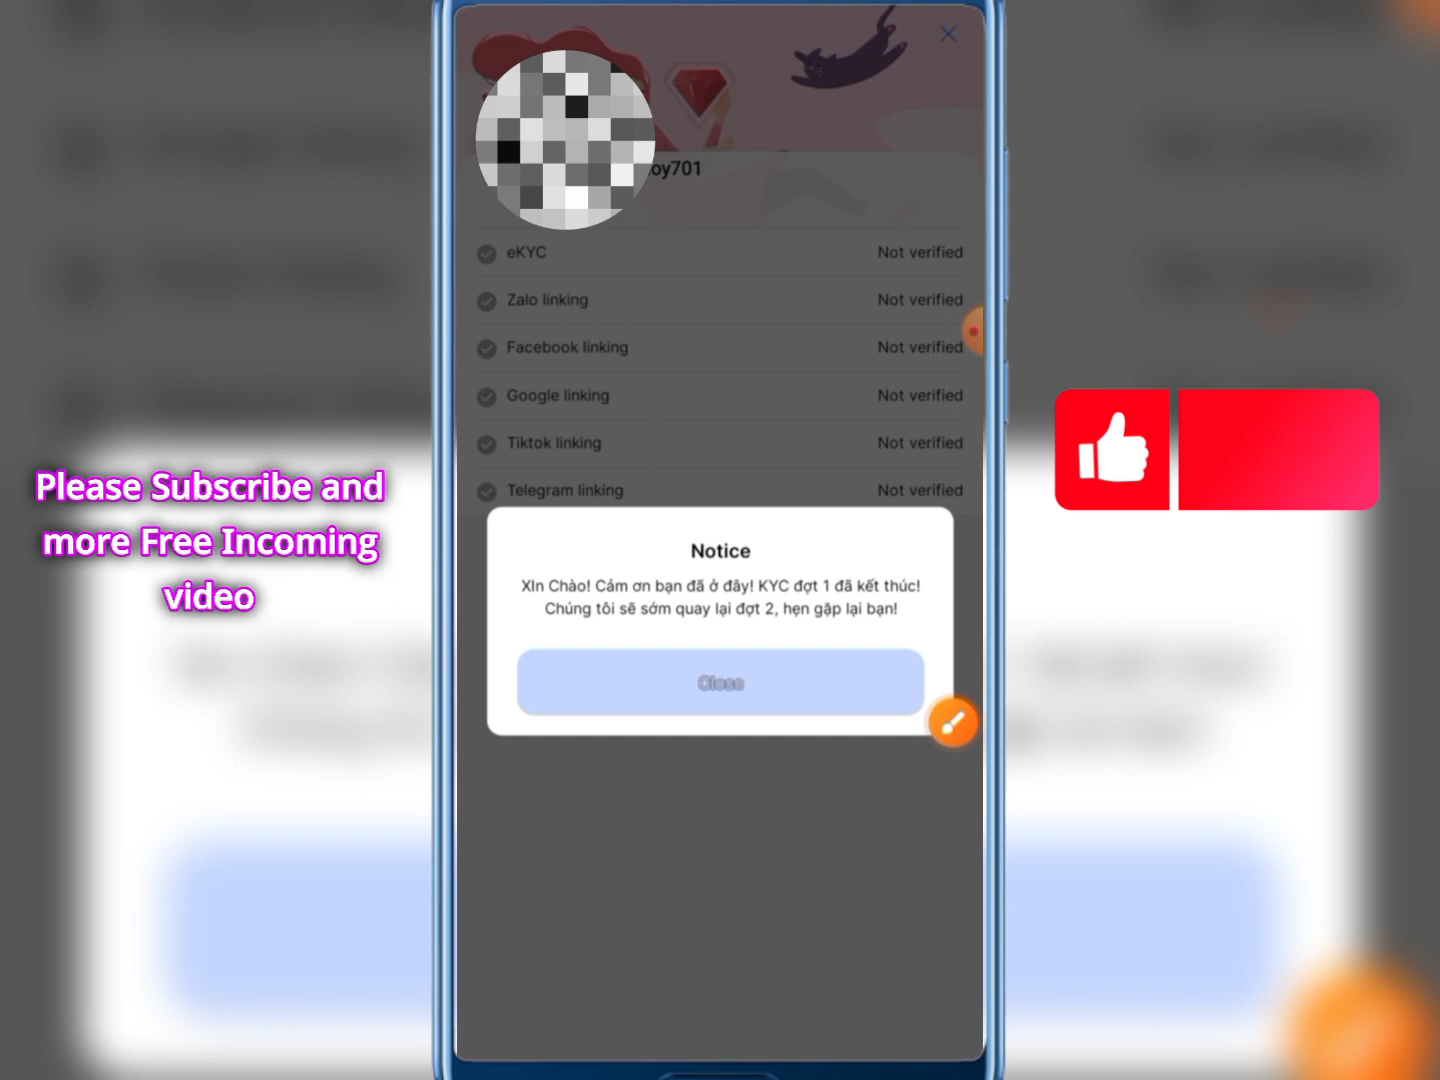 oy701
eKYC Not verified
Zalo linking Not verified
Facebook linking Not verified
Google linking Not verified
Tiktok linking Not verified
Telegram linking Not verified
Notice
XIn Chào! Cảm ơn bạn đã ở đây! KYC đợt 1 đã kết thúc!
Chúng tôi sẽ sớm quay lại đợt 2, hẹn gặp lại bạn!
Close
Please Subscribe and
more Free Incoming
video